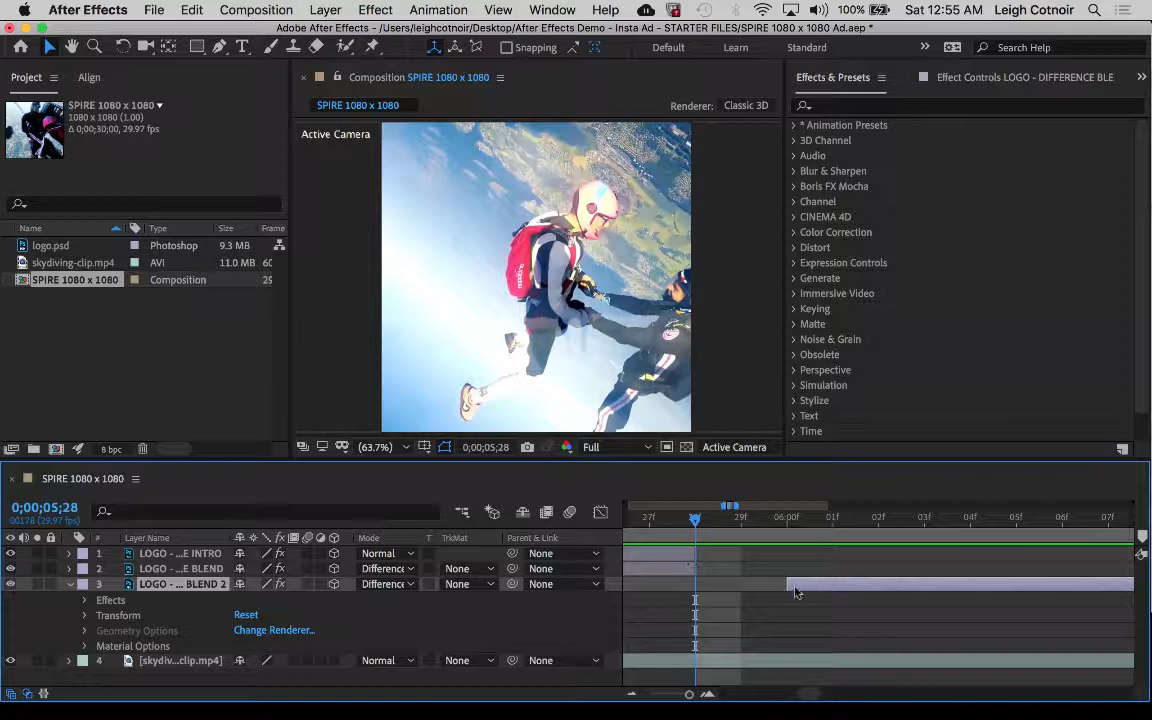 After Effects File Edit Composition Layer Effect Animation View Window Help 100% Sat 12:55 AM Leigh Cotnoir
Adobe After Effects - /Users/leighcotnoir/Desktop/After Effects Demo - Insta Ad - STARTER FILES/SPIRE 1080 x 1080 Ad.aep *
Snapping Default Learn Standard Search Help
Project Align
SPIRE 1080 x 1080
1080 x 1080 (1.00)
Δ 0;00;30;00, 29.97 fps
Name Type Size Frame
logo.psd Photoshop 9.3 MB
skydiving-clip.mp4 AVI 11.0 MB 60
SPIRE 1080 x 1080 Composition 29
8 bpc
Composition SPIRE 1080 x 1080
SPIRE 1080 x 1080 Renderer: Classic 3D
Active Camera
(63.7%) 0;00;05;28 Full Active Camera
Effects & Presets Effect Controls LOGO - DIFFERENCE BLE
* Animation Presets
3D Channel
Audio
Blur & Sharpen
Boris FX Mocha
Channel
CINEMA 4D
Color Correction
Distort
Expression Controls
Generate
Immersive Video
Keying
Matte
Noise & Grain
Obsolete
Perspective
Simulation
Stylize
Text
Time
SPIRE 1080 x 1080
0;00;05;28
00178 (29.97 fps)
27f 29f 06:00f 01f 02f 03f 04f 05f 06f 07f
# Layer Name Mode T TrkMat Parent & Link
1 LOGO - ...E INTRO Normal None
2 LOGO - ...E BLEND Difference None None
3 LOGO - ... BLEND 2 Difference None None
Effects
Transform Reset
Geometry Options Change Renderer...
Material Options
4 [skydiv...clip.mp4] Normal None None